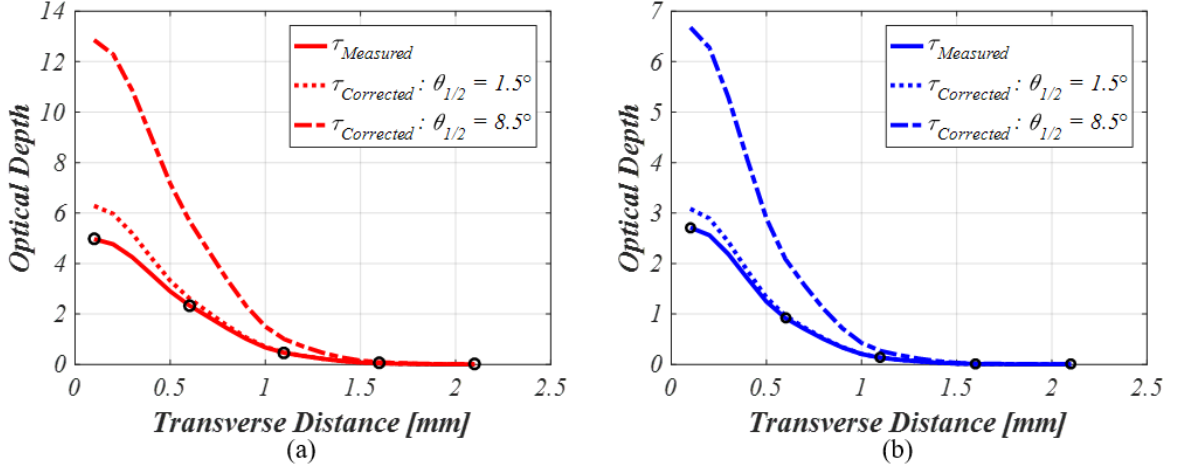 14
12
10
8
6
4
2
0
Optical Depth
τMeasured
τCorrected: θ1/2 = 1.5°
τCorrected: θ1/2 = 8.5°
0 0.5 1 1.5 2 2.5
Transverse Distance [mm]
(a)
7
6
5
4
3
2
1
0
Optical Depth
τMeasured
τCorrected: θ1/2 = 1.5°
τCorrected: θ1/2 = 8.5°
0 0.5 1 1.5 2 2.5
Transverse Distance [mm]
(b)